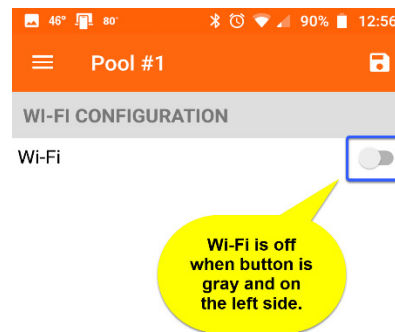 46° 80° 90% 12:56
Pool #1
WI-FI CONFIGURATION
Wi-Fi
Wi-Fi is off
when button is
gray and on
the left side.